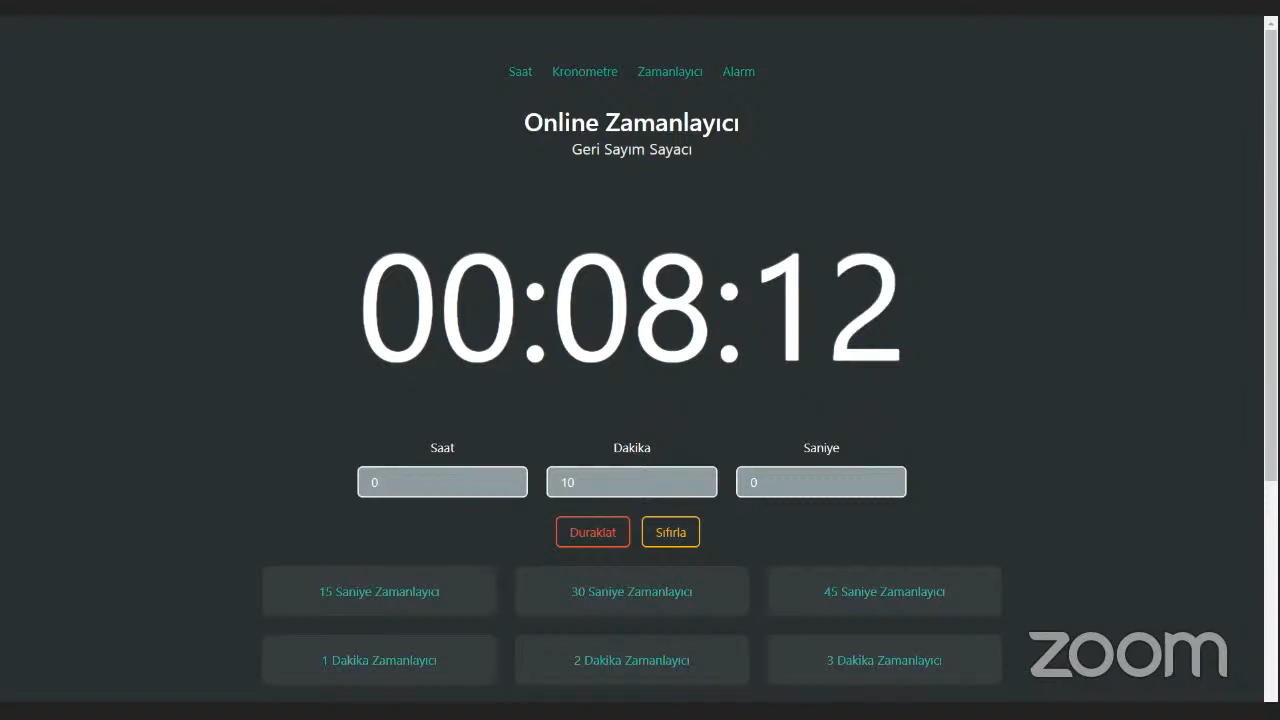 Saat Kronometre Zamanlayıcı Alarm
Online Zamanlayıcı
Geri Sayım Sayacı
00:08:12
Saat Dakika Saniye
0 10 0
Duraklat Sıfırla
15 Saniye Zamanlayıcı 30 Saniye Zamanlayıcı 45 Saniye Zamanlayıcı
1 Dakika Zamanlayıcı 2 Dakika Zamanlayıcı 3 Dakika Zamanlayıcı
zoom